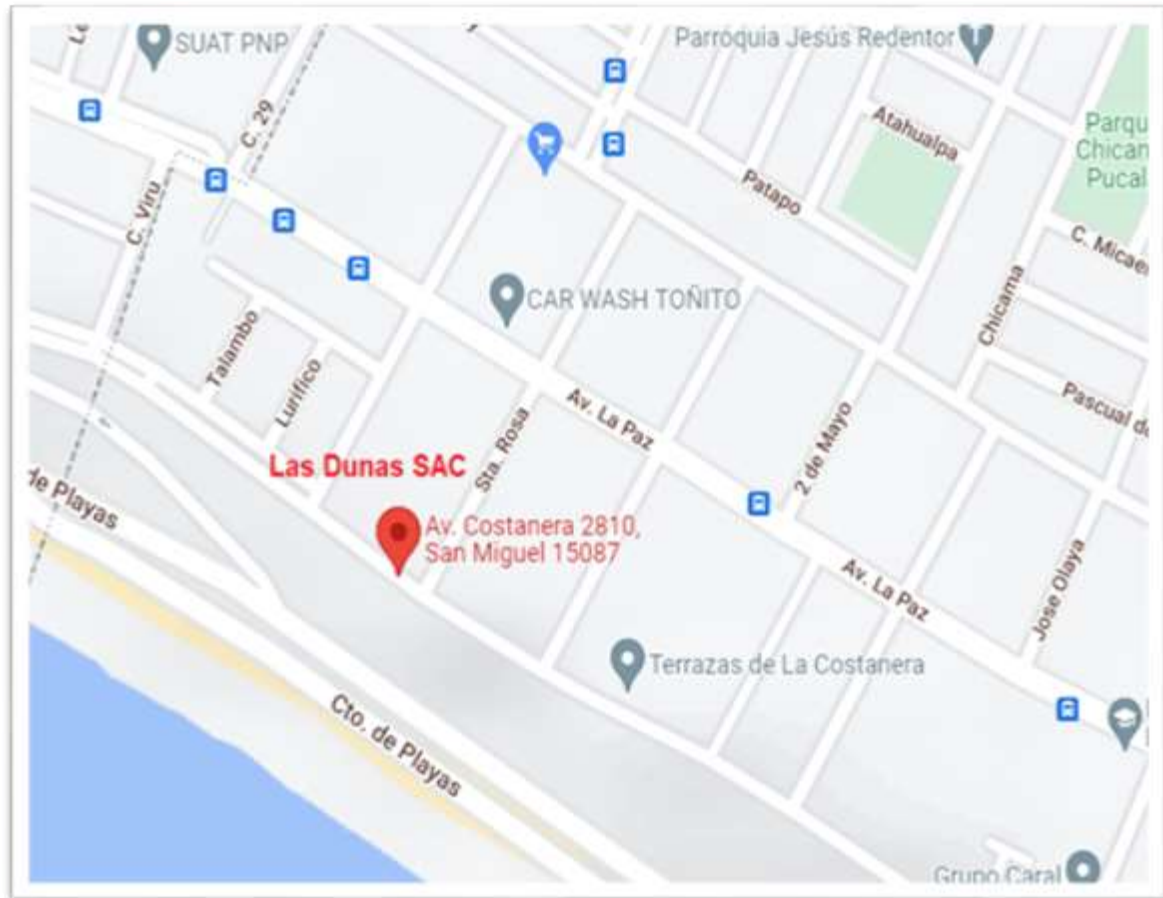 SUAT PNP
Parroquia Jesús Redentor
C. 29
Atahualpa
Parqu
Chican
Pucal
Patapo
C. Viru
C. Micae
CAR WASH TOÑITO
Chicama
Talambo
Lurifico
Av. La Paz
Pascual d
2 de Mayo
Sta. Rosa
Las Dunas SAC
de Playas
Av. Costanera 2810,
San Miguel 15087
Av. La Paz
Jose Olaya
Terrazas de La Costanera
Cto. de Playas
Grupo Caral